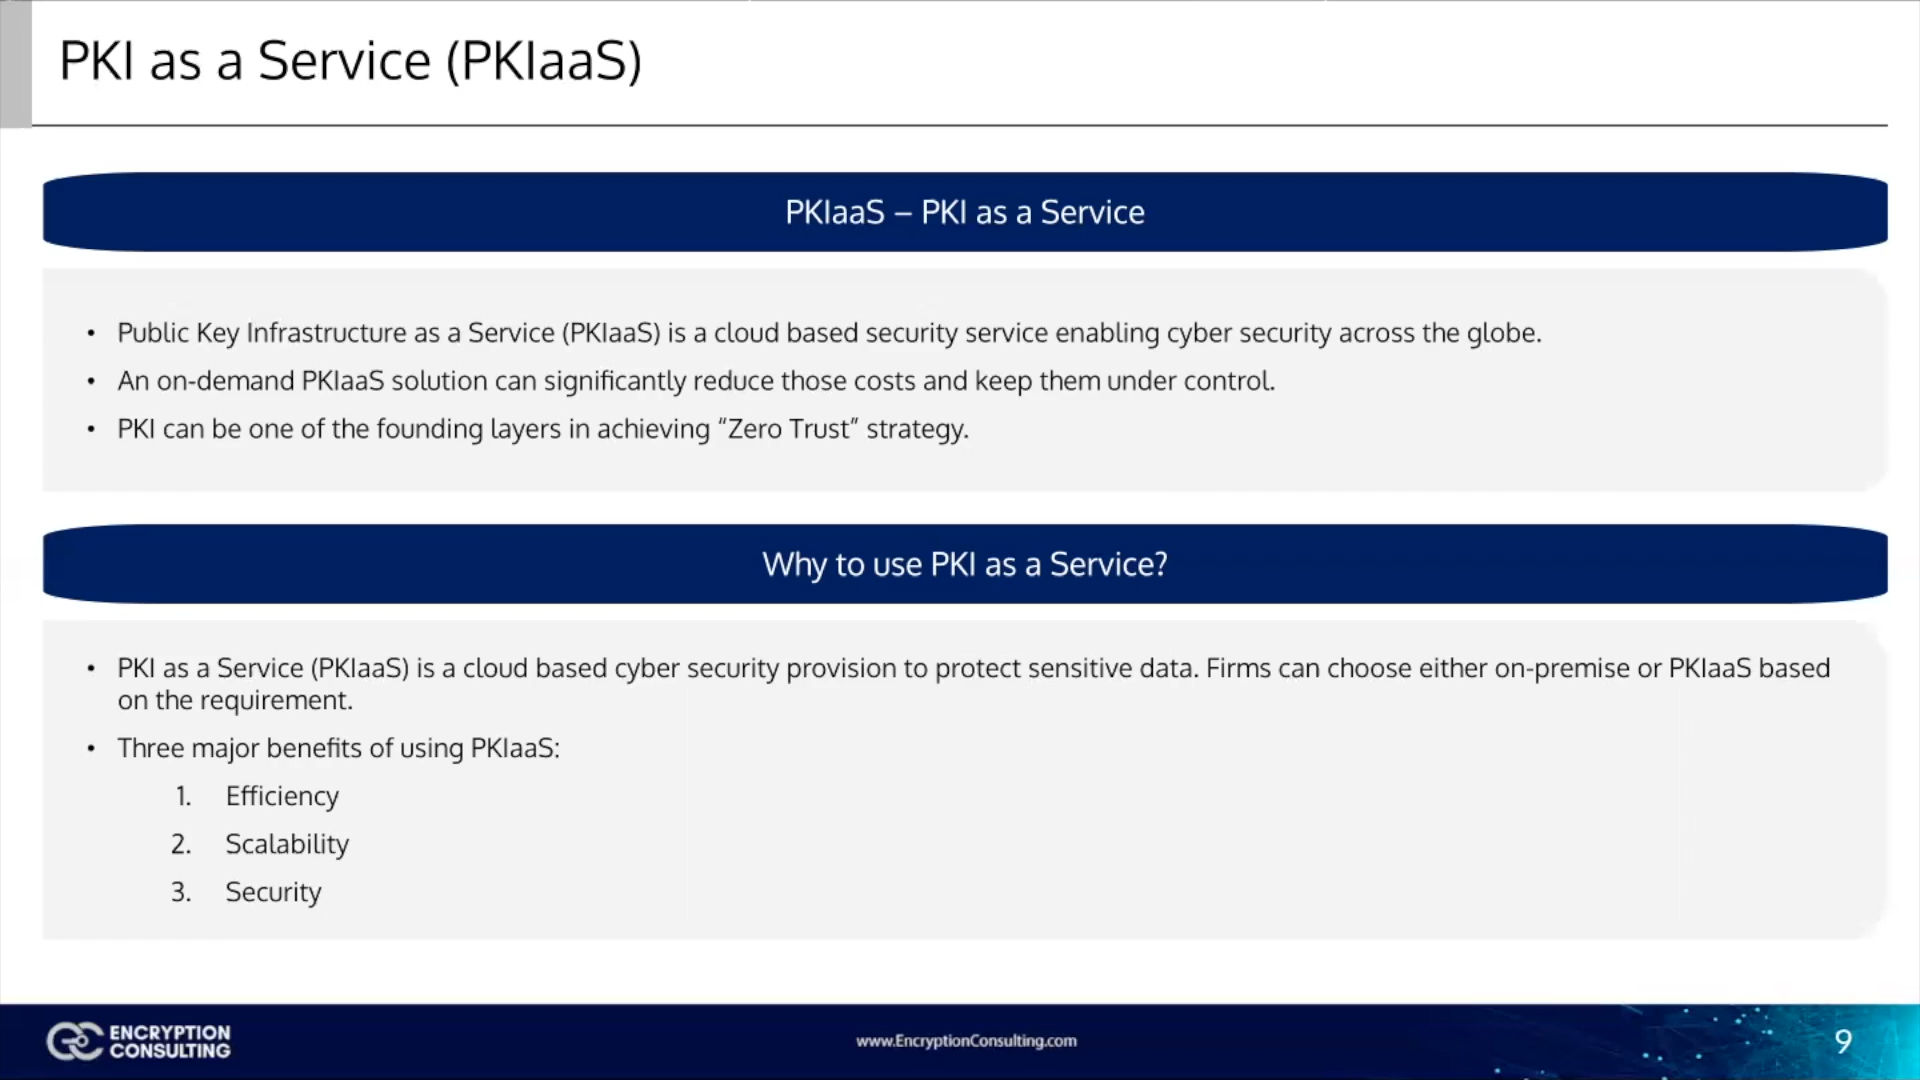 PKI as a Service (PKIaaS)
PKIaaS – PKI as a Service
• Public Key Infrastructure as a Service (PKIaaS) is a cloud based security service enabling cyber security across the globe.
• An on-demand PKIaaS solution can significantly reduce those costs and keep them under control.
• PKI can be one of the founding layers in achieving “Zero Trust” strategy.
Why to use PKI as a Service?
• PKI as a Service (PKIaaS) is a cloud based cyber security provision to protect sensitive data. Firms can choose either on-premise or PKIaaS based
on the requirement.
• Three major benefits of using PKIaaS:
1. Efficiency
2. Scalability
3. Security
ENCRYPTION
CONSULTING
www.EncryptionConsulting.com
9